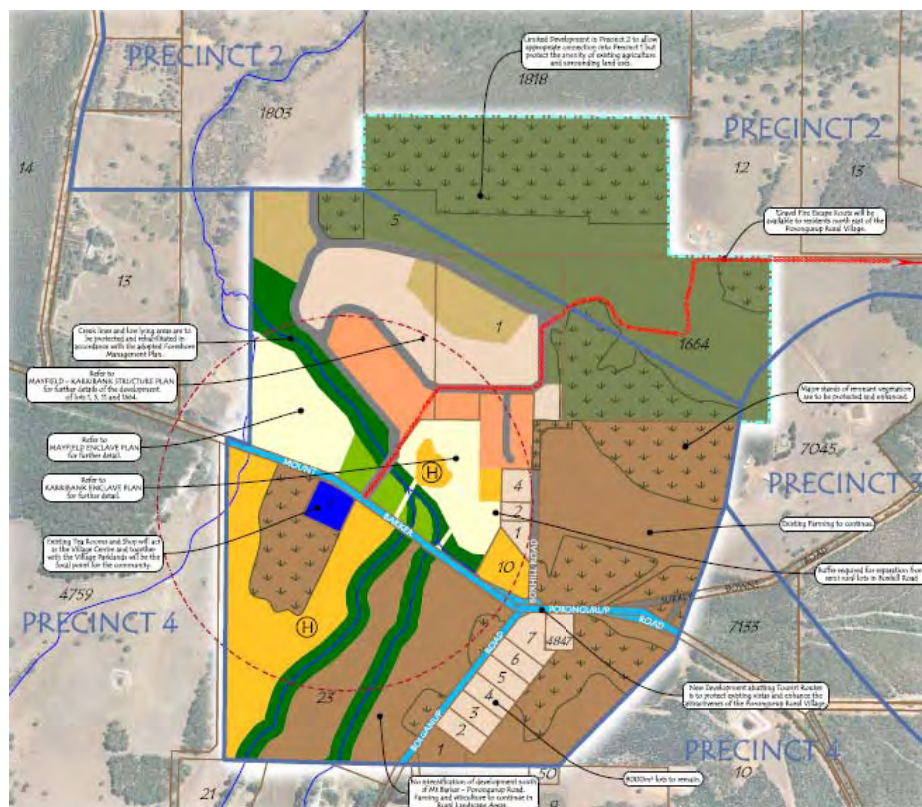 PRECINCT 2
Limited Development in Precinct 2 to allow
appropriate connection into Precinct 1 but
protect the amenity of existing agriculture
and surrounding land uses.
1818
1803
PRECINCT 2
14
12
13
5
Gravel Fire Escape Route will be
available to residents north east of the
Porongurup Rural Village.
13
Creek lines and low lying areas are to
be protected and rehabilitated in
accordance with the adopted Foreshore
Management Plan.
1
1664
Refer to
MAYFIELD - KARRIBANK STRUCTURE PLAN
for further details of the development
of lots 1, 5, 11 and 1664.
Major stands of remnant vegetation
are to be protected and enhanced.
7045
Refer to
MAYFIELD ENCLAVE PLAN
for further detail.
MOUNT
H
4
PRECINCT 3
Refer to
KARRIBANK ENCLAVE PLAN
for further detail.
2
BARKER
1
Existing Farming to continue.
Existing Tea Rooms and Shop will act
as the Village Centre and together
with the Village Parklands will be the
focal point for the community.
10
BOXHILL ROAD
Buffer required for separation from
semi rural lots in Boxhill Road
ROAD
4759
SURREY
DOWNS
PRECINCT 4
H
PORONGURUP
ROAD
7133
ROAD
7
4847
6
5
23
4
3
2
1
BOLGANUP
New Development abutting Tourist Routes
is to protect existing vistas and enhance the
attractiveness of the Porongurup Rural Village.
PRECINCT 4
No intensification of development south
of Mt Barker - Porongurup Road.
Farming and viticulture to continue in
Rural Landscape Areas.
50
8000m² lots to remain.
10
21
9